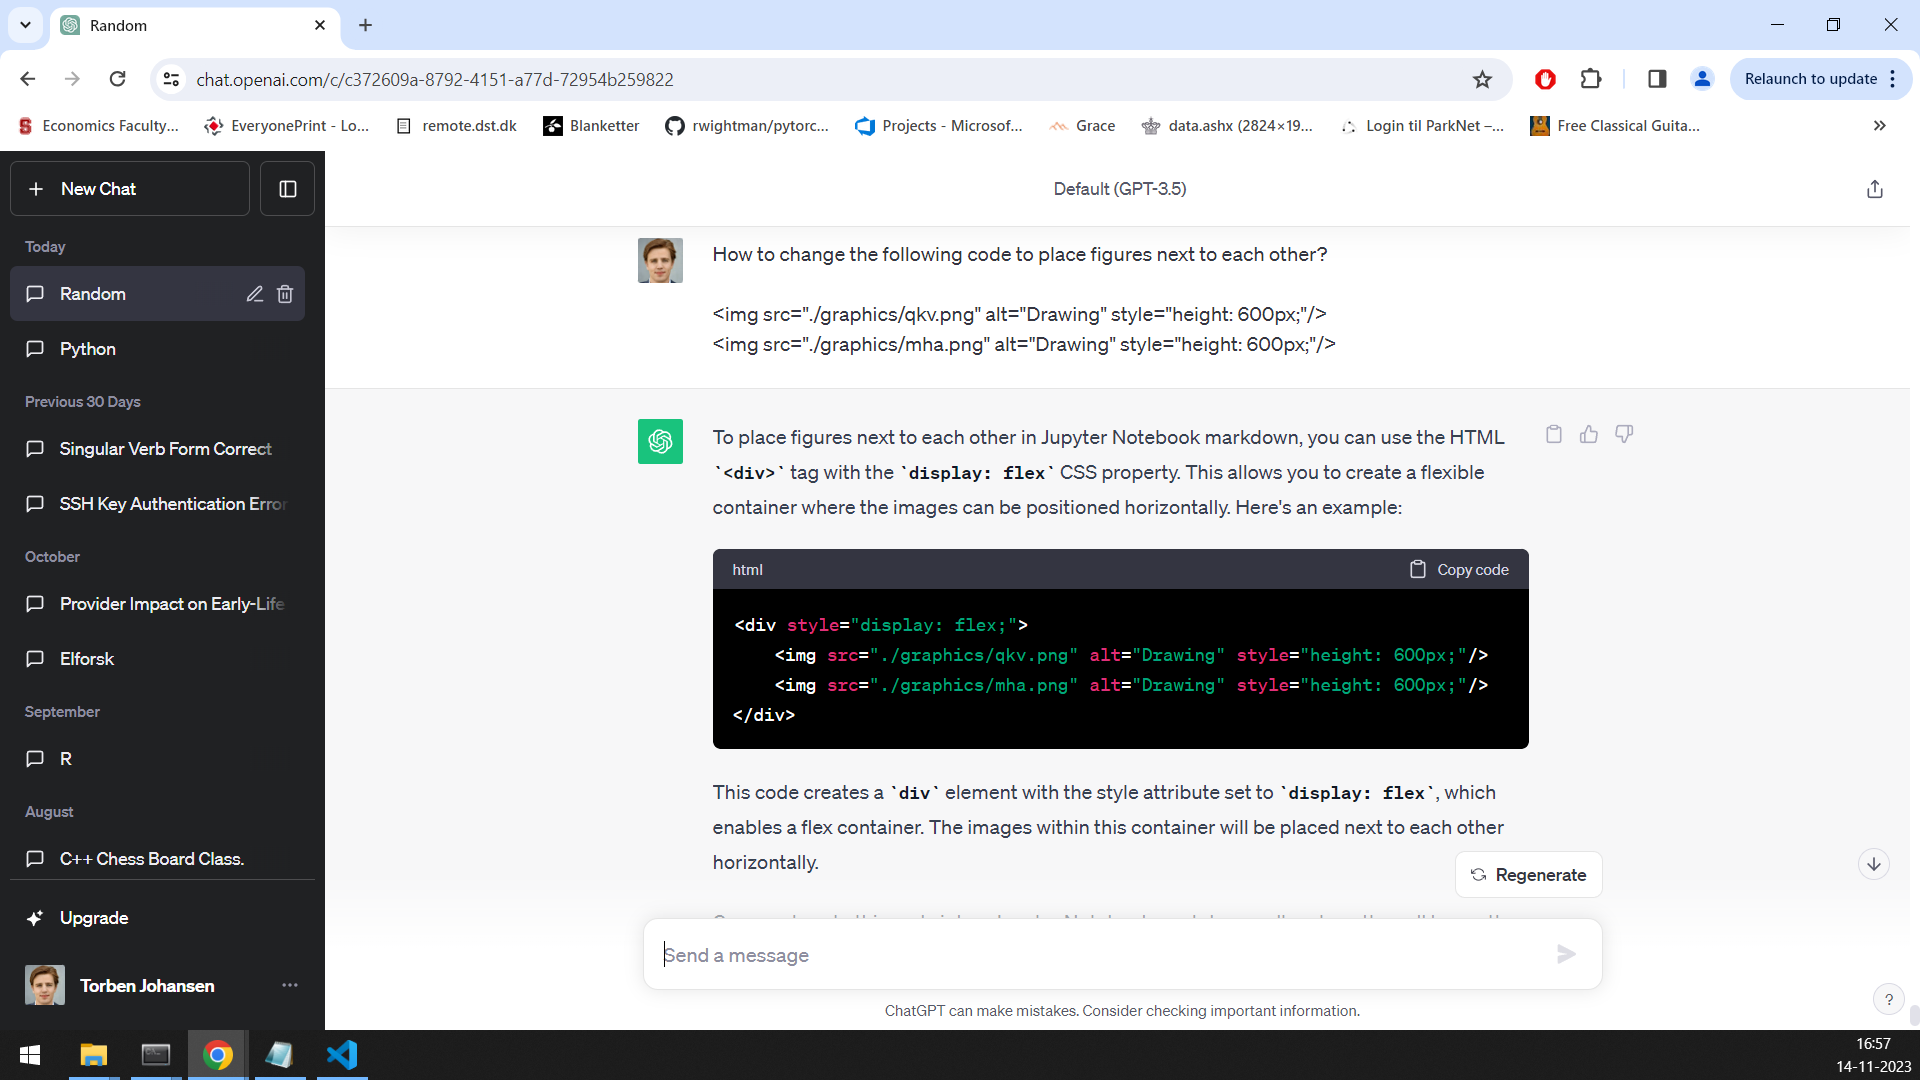 Random
chat.openai.com/c/c372609a-8792-4151-a77d-72954b259822
Relaunch to update
Economics Faculty...
EveryonePrint - Lo...
remote.dst.dk
Blanketter
rwightman/pytorc...
Projects - Microsof...
Grace
data.ashx (2824×19...
Login til ParkNet –...
Free Classical Guita...
New Chat
Today
Random
Python
Previous 30 Days
Singular Verb Form Correct
SSH Key Authentication Error
October
Provider Impact on Early-Life
Elforsk
September
R
August
C++ Chess Board Class.
Upgrade
Torben Johansen
Default (GPT-3.5)
How to change the following code to place figures next to each other?
<img src="./graphics/qkv.png" alt="Drawing" style="height: 600px;"/>
<img src="./graphics/mha.png" alt="Drawing" style="height: 600px;"/>
To place figures next to each other in Jupyter Notebook markdown, you can use the HTML
`<div>` tag with the `display: flex` CSS property. This allows you to create a flexible
container where the images can be positioned horizontally. Here's an example:
html
Copy code
<div style="display: flex;">
    <img src="./graphics/qkv.png" alt="Drawing" style="height: 600px;"/>
    <img src="./graphics/mha.png" alt="Drawing" style="height: 600px;"/>
</div>
This code creates a `div` element with the style attribute set to `display: flex`, which
enables a flex container. The images within this container will be placed next to each other
horizontally.
Regenerate
Send a message
ChatGPT can make mistakes. Consider checking important information.
?
16:57
14-11-2023